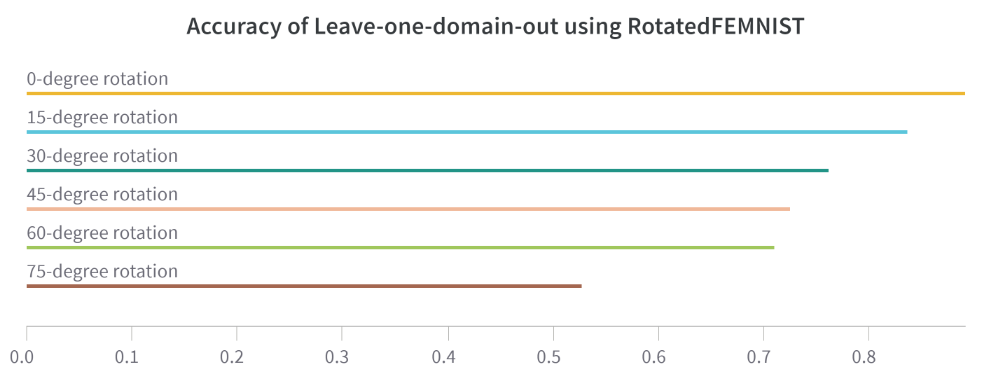 Accuracy of Leave-one-domain-out using RotatedFEMNIST
0-degree rotation
15-degree rotation
30-degree rotation
45-degree rotation
60-degree rotation
75-degree rotation
0.0 0.1 0.2 0.3 0.4 0.5 0.6 0.7 0.8